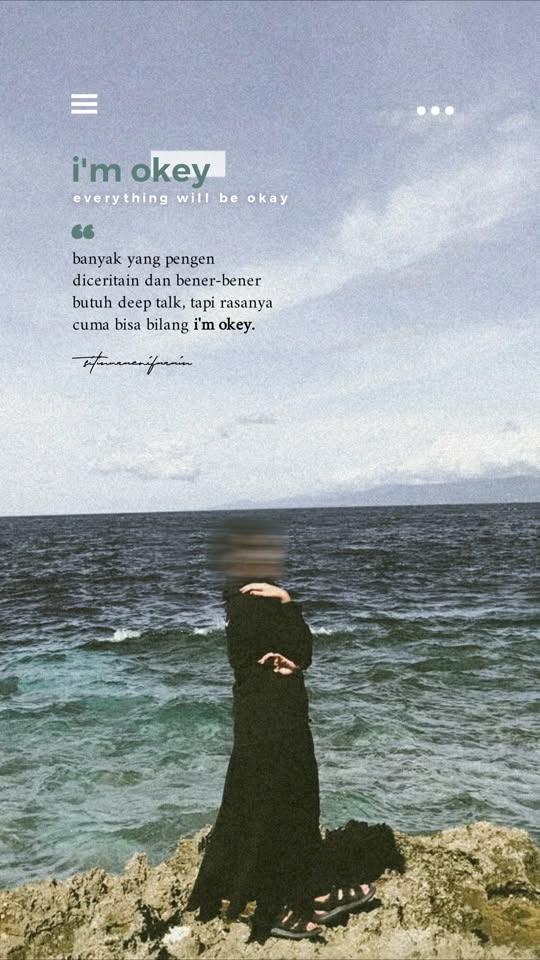 i'm okey
everything will be okay
“
banyak yang pengen
diceritain dan bener-bener
butuh deep talk, tapi rasanya
cuma bisa bilang i'm okey.